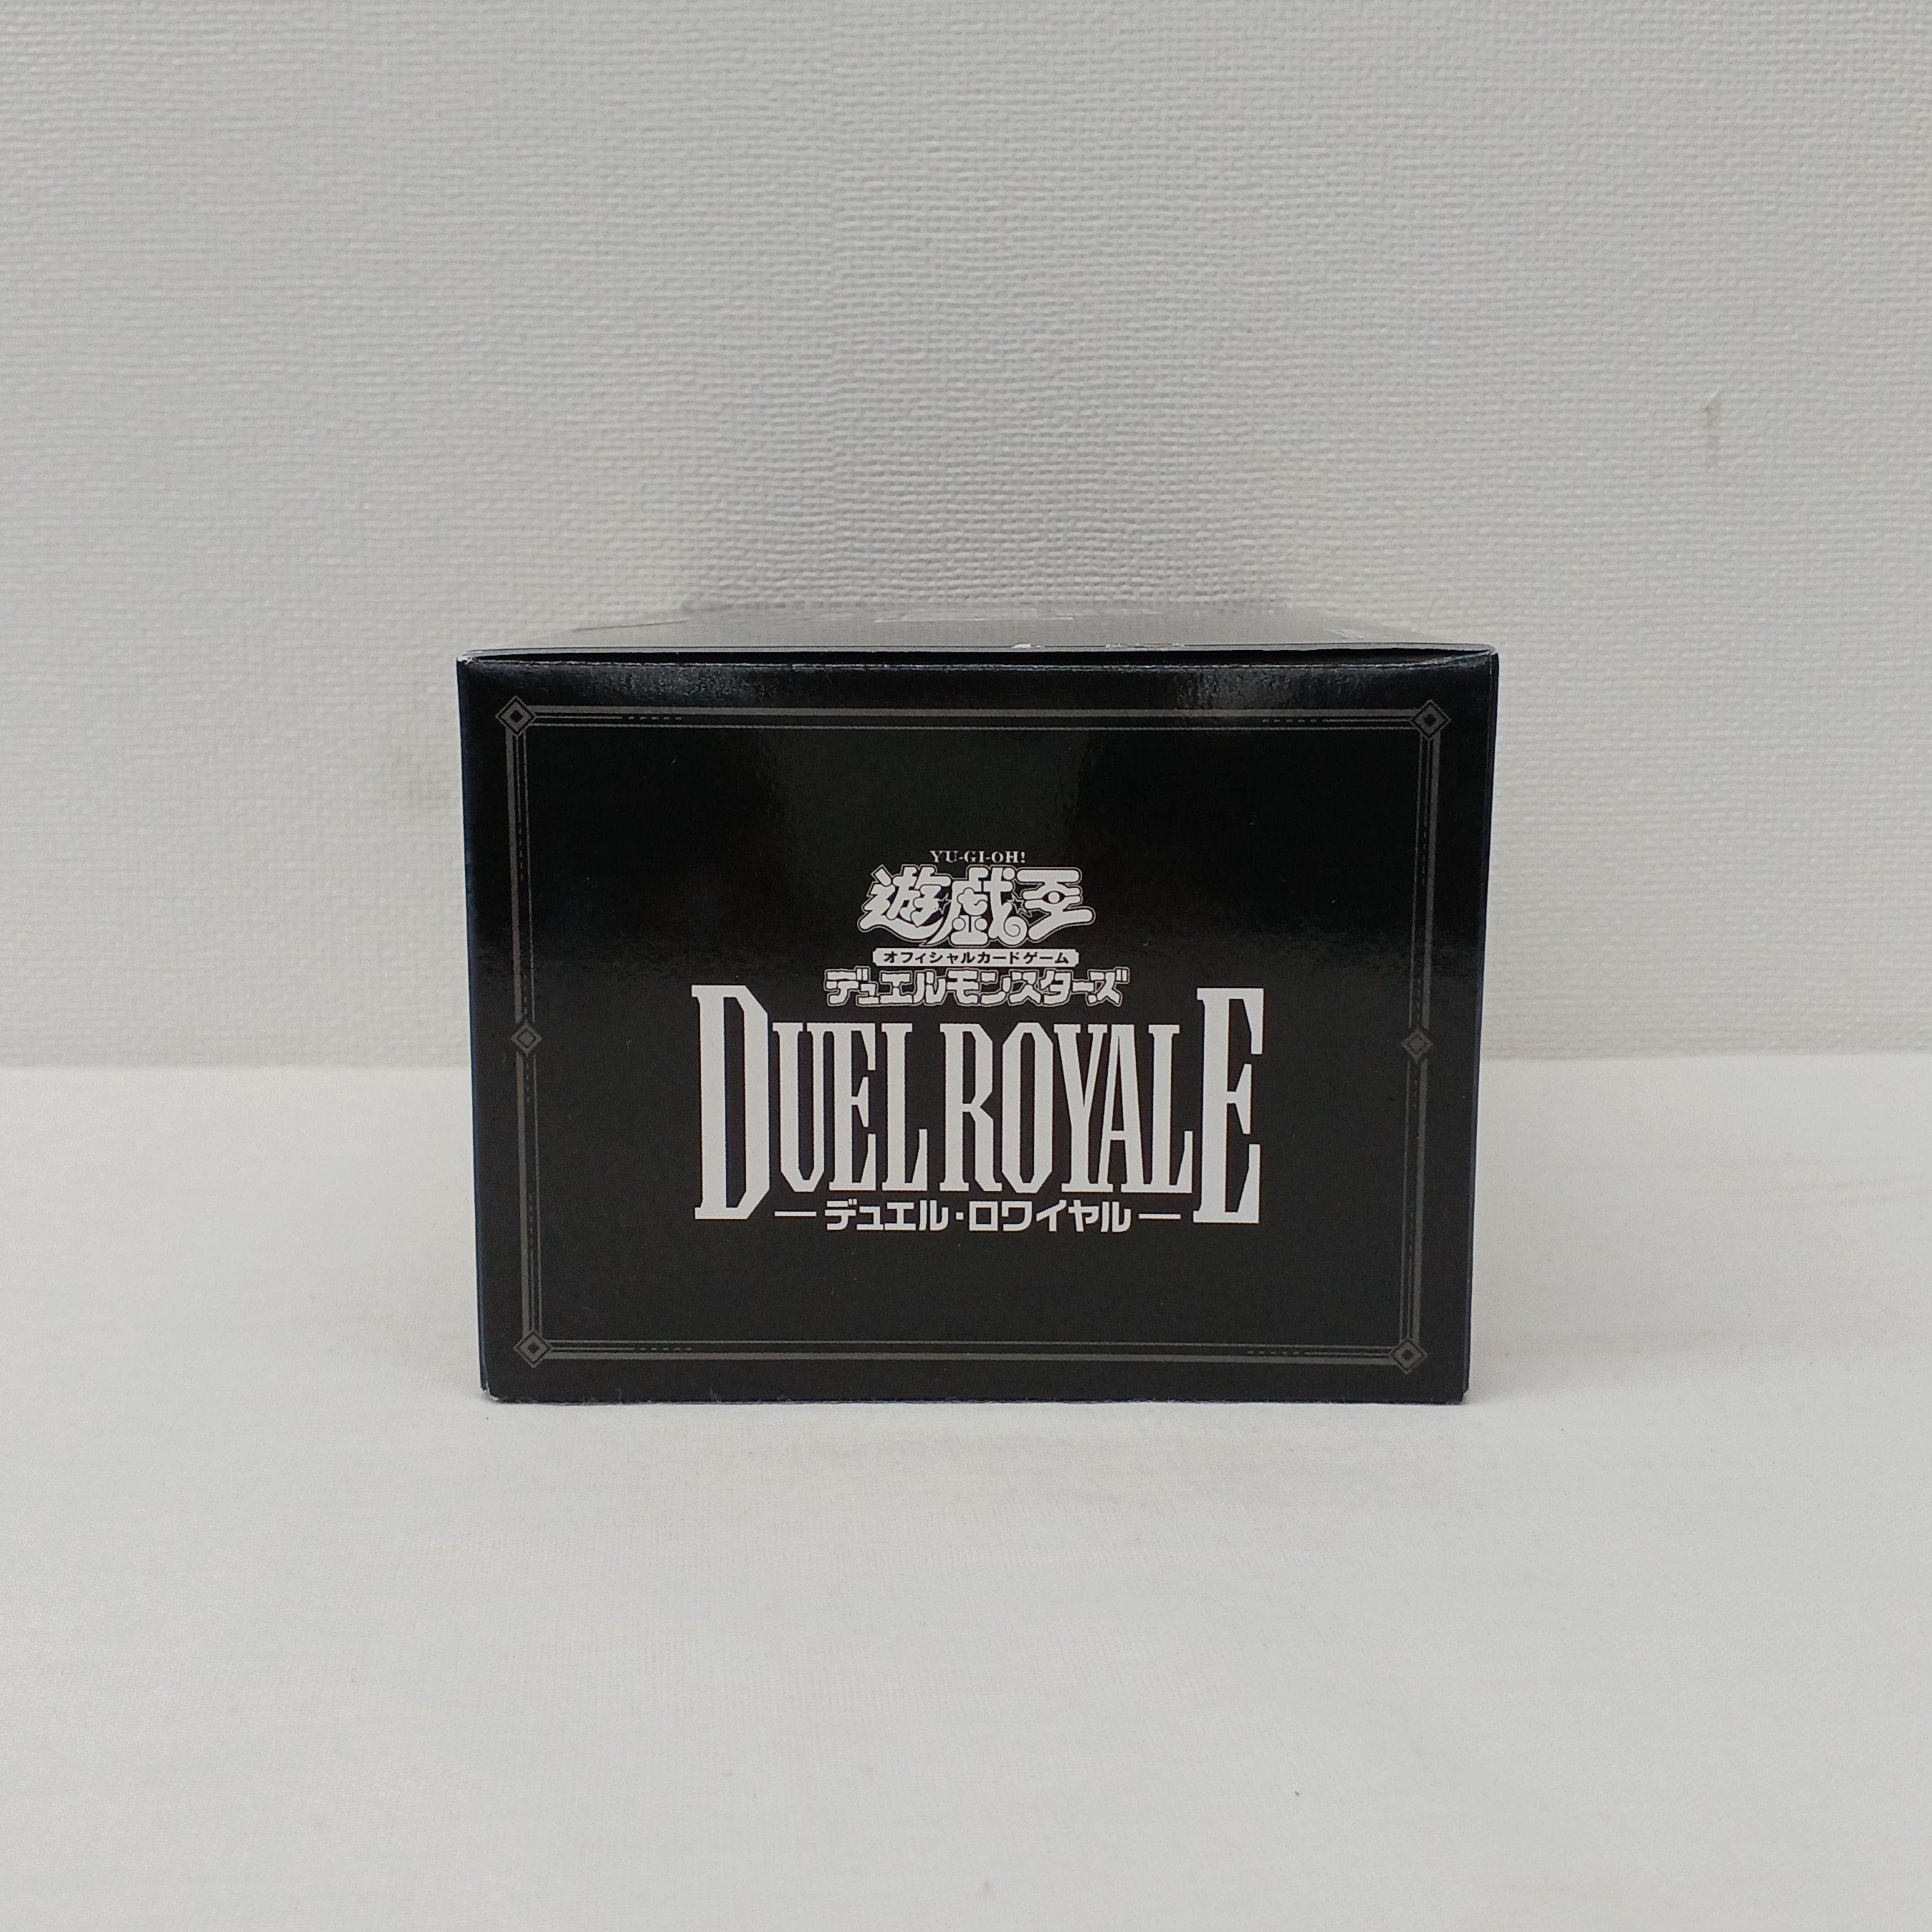 YU-GI-OH!
遊戯王
オフィシャルカードゲーム
デュエルモンスターズ
DUEL ROYALE
―デュエル・ロワイヤル―